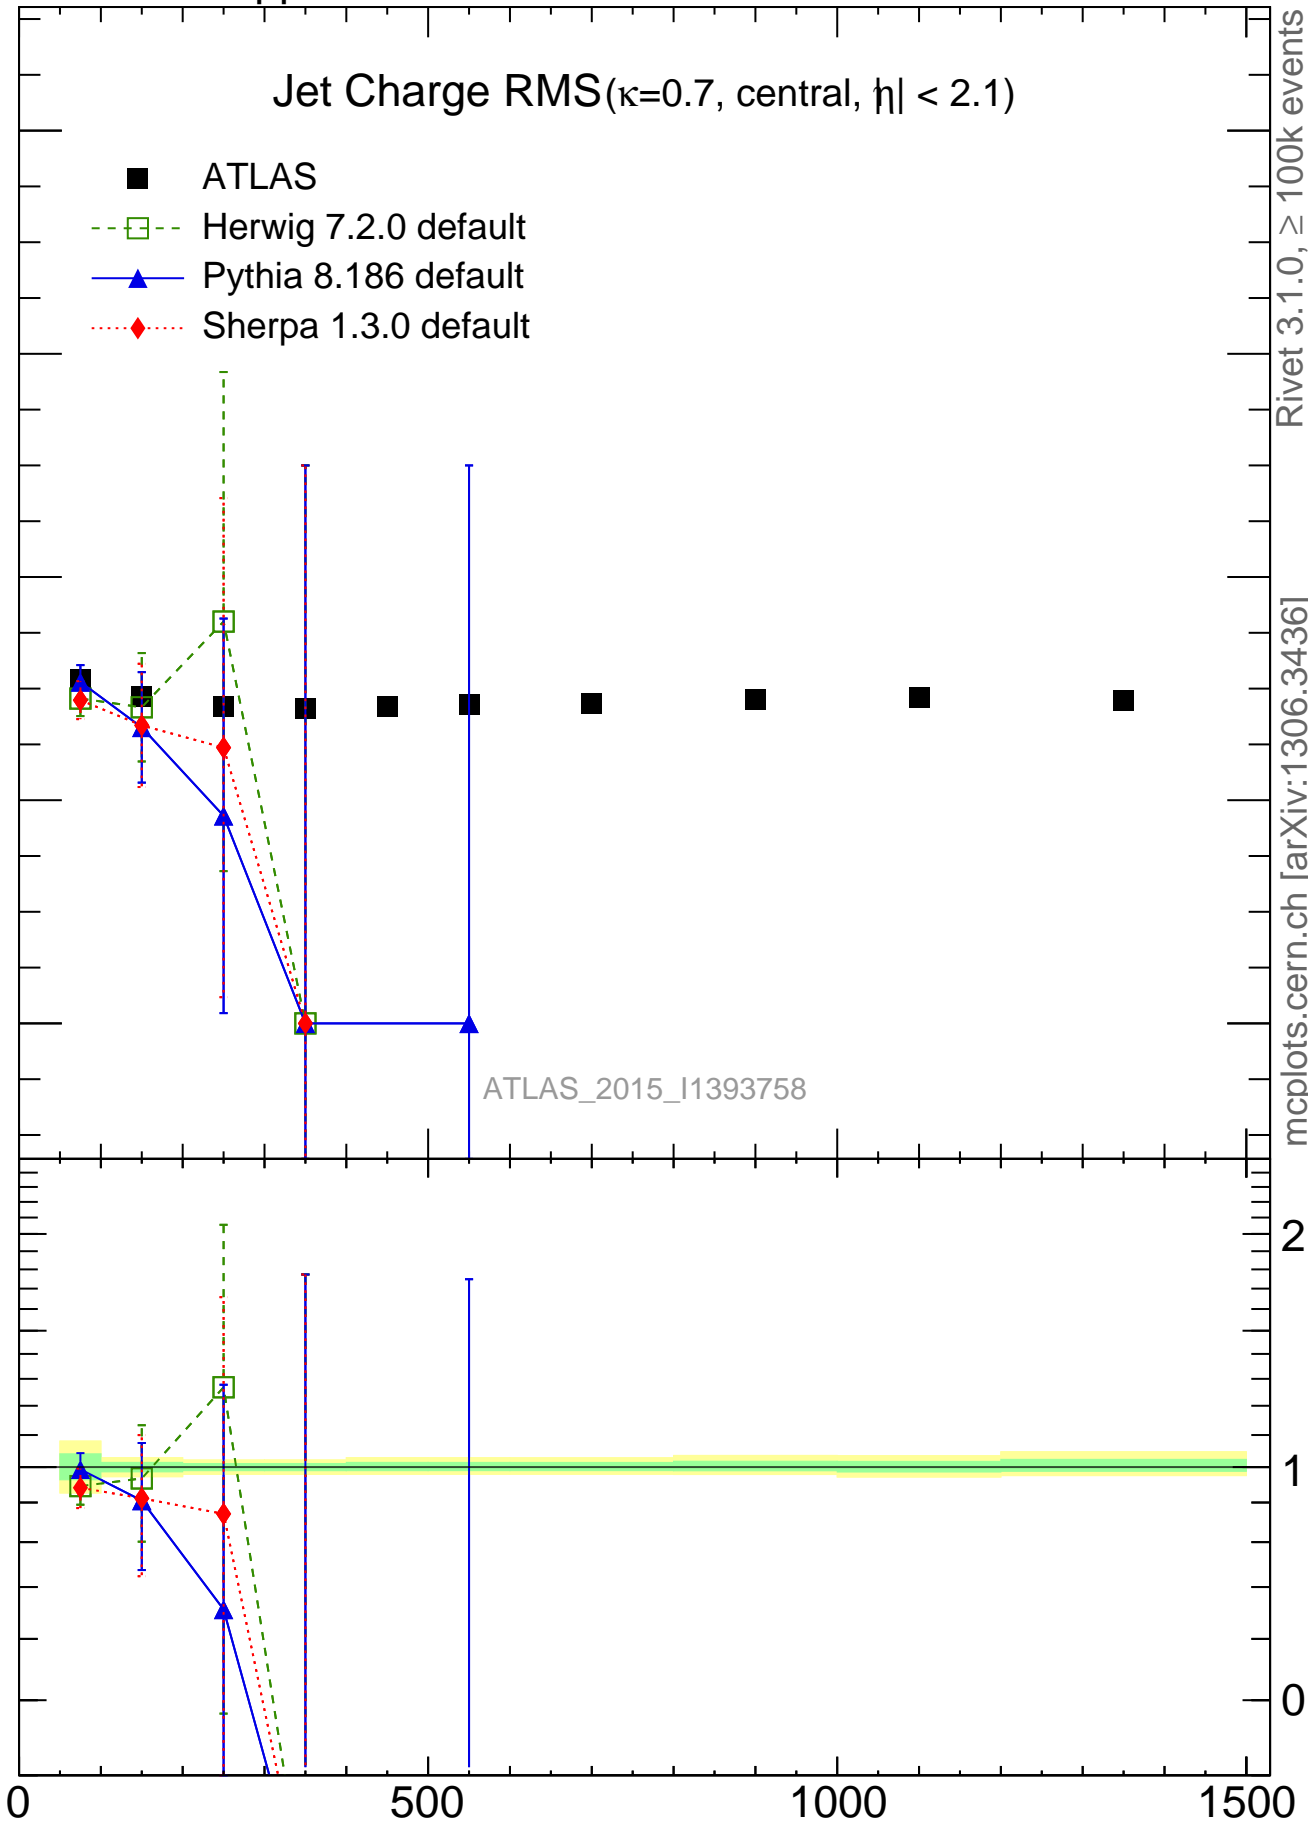 pp
Jet Charge RMS(κ=0.7, central, |η| < 2.1)
ATLAS
Herwig 7.2.0 default
Pythia 8.186 default
Sherpa 1.3.0 default
ATLAS_2015_I1393758
Rivet 3.1.0, ≥ 100k events
mcplots.cern.ch [arXiv:1306.3436]
2
1
0
0
500
1000
1500